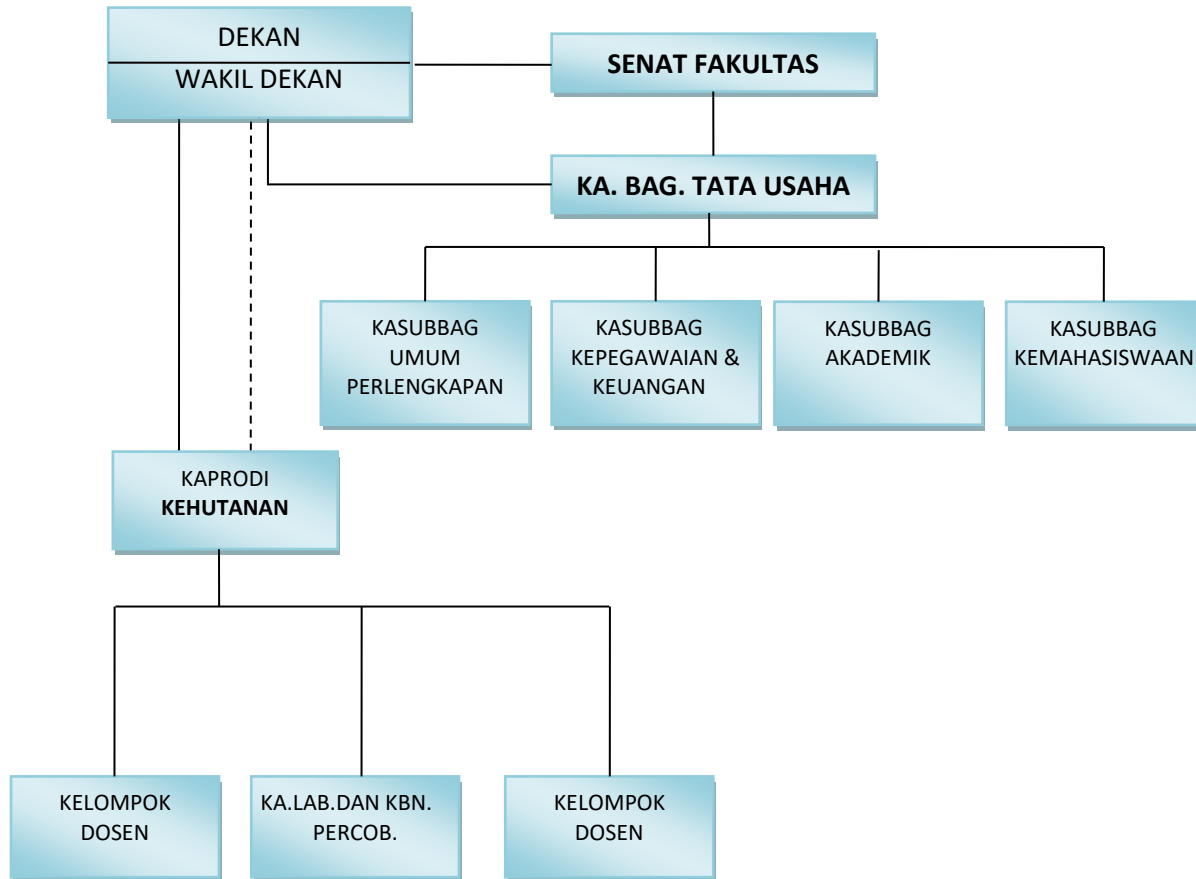 DEKAN
WAKIL DEKAN
SENAT FAKULTAS
KA. BAG. TATA USAHA
KASUBBAG
UMUM
PERLENGKAPAN
KASUBBAG
KEPEGAWAIAN &
KEUANGAN
KASUBBAG
AKADEMIK
KASUBBAG
KEMAHASISWAAN
KAPRODI
KEHUTANAN
KELOMPOK
DOSEN
KA.LAB.DAN KBN.
PERCOB.
KELOMPOK
DOSEN